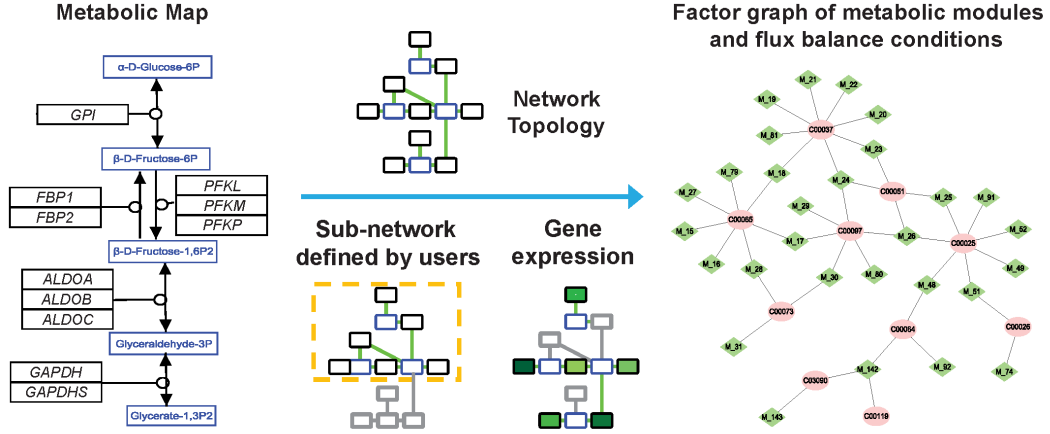 Metabolic Map
α-D-Glucose-6P
GPI
β-D-Fructose-6P
FBP1
FBP2
PFKL
PFKM
PFKP
β-D-Fructose-1,6P2
ALDOA
ALDOB
ALDOC
Glyceraldehyde-3P
GAPDH
GAPDHS
Glycerate-1,3P2
Network
Topology
Sub-network
defined by users
Gene
expression
Factor graph of metabolic modules
and flux balance conditions
M_21
M_22
M_19
M_20
C00037
M_81
M_23
M_79
M_18
M_24
C00051
M_27
M_25
M_91
M_29
C00065
C00097
M_26
M_15
M_17
C00025
M_52
M_16
M_28
M_30
M_80
M_49
M_48
M_51
C00073
C00064
C00026
M_31
M_142
M_92
M_74
C03090
M_143
C00119